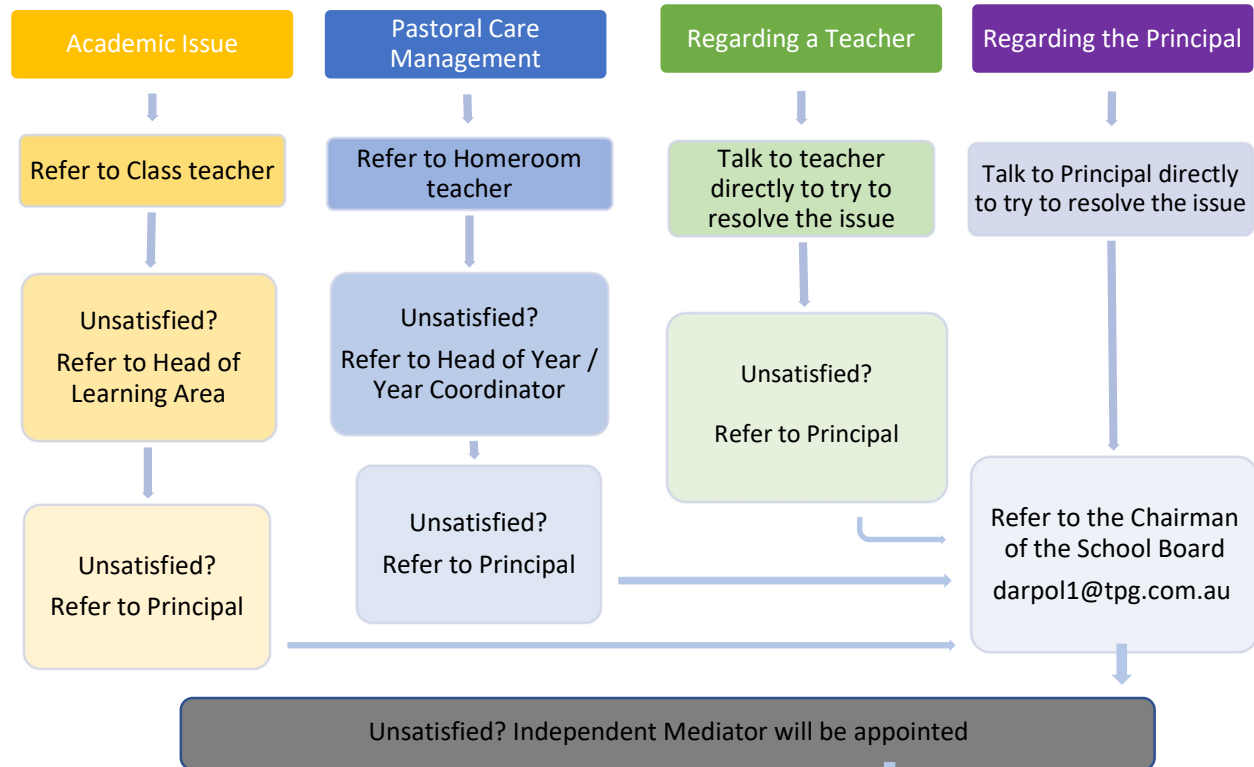 Academic Issue
Pastoral Care
Management
Regarding a Teacher
Regarding the Principal
Refer to Class teacher
Refer to Homeroom
teacher
Talk to teacher
directly to try to
resolve the issue
Talk to Principal directly
to try to resolve the issue
Unsatisfied?
Refer to Head of
Learning Area
Unsatisfied?
Refer to Head of Year /
Year Coordinator
Unsatisfied?
Refer to Principal
Unsatisfied?
Refer to Principal
Unsatisfied?
Refer to Principal
Refer to the Chairman
of the School Board
darpol1@tpg.com.au
Unsatisfied? Independent Mediator will be appointed